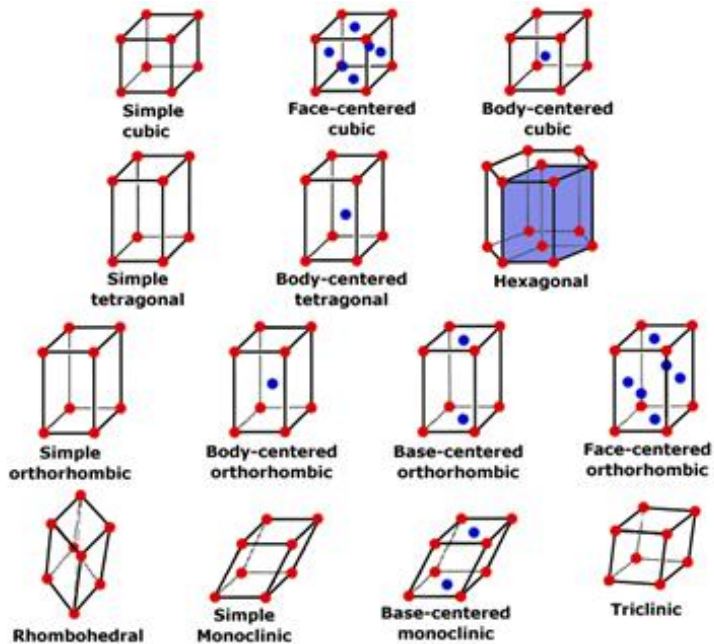 Simple
cubic
Face-centered
cubic
Body-centered
cubic
Simple
tetragonal
Body-centered
tetragonal
Hexagonal
Simple
orthorhombic
Body-centered
orthorhombic
Base-centered
orthorhombic
Face-centered
orthorhombic
Rhombohedral
Simple
Monoclinic
Base-centered
monoclinic
Triclinic